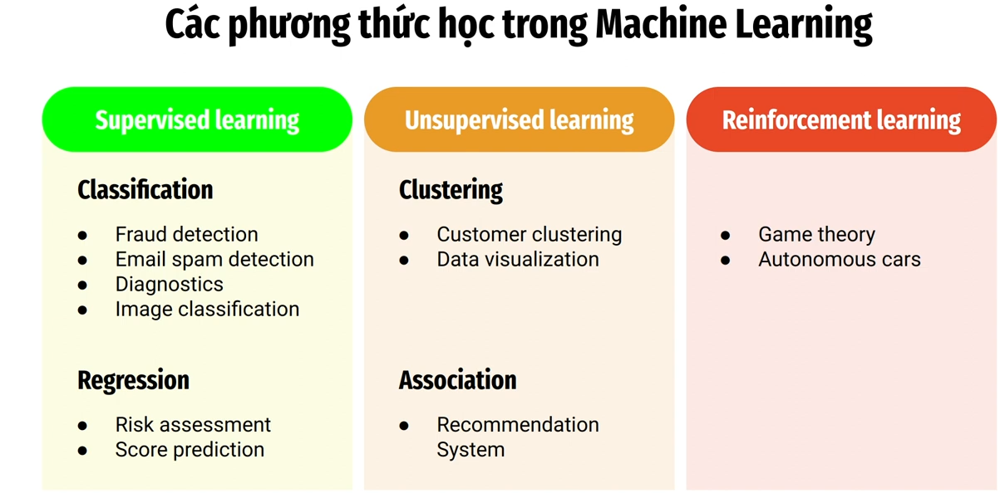 Các phương thức học trong Machine Learning
Supervised learning
Classification
● Fraud detection
● Email spam detection
● Diagnostics
● Image classification
Regression
● Risk assessment
● Score prediction
Unsupervised learning
Clustering
● Customer clustering
● Data visualization
Association
● Recommendation
System
Reinforcement learning
● Game theory
● Autonomous cars